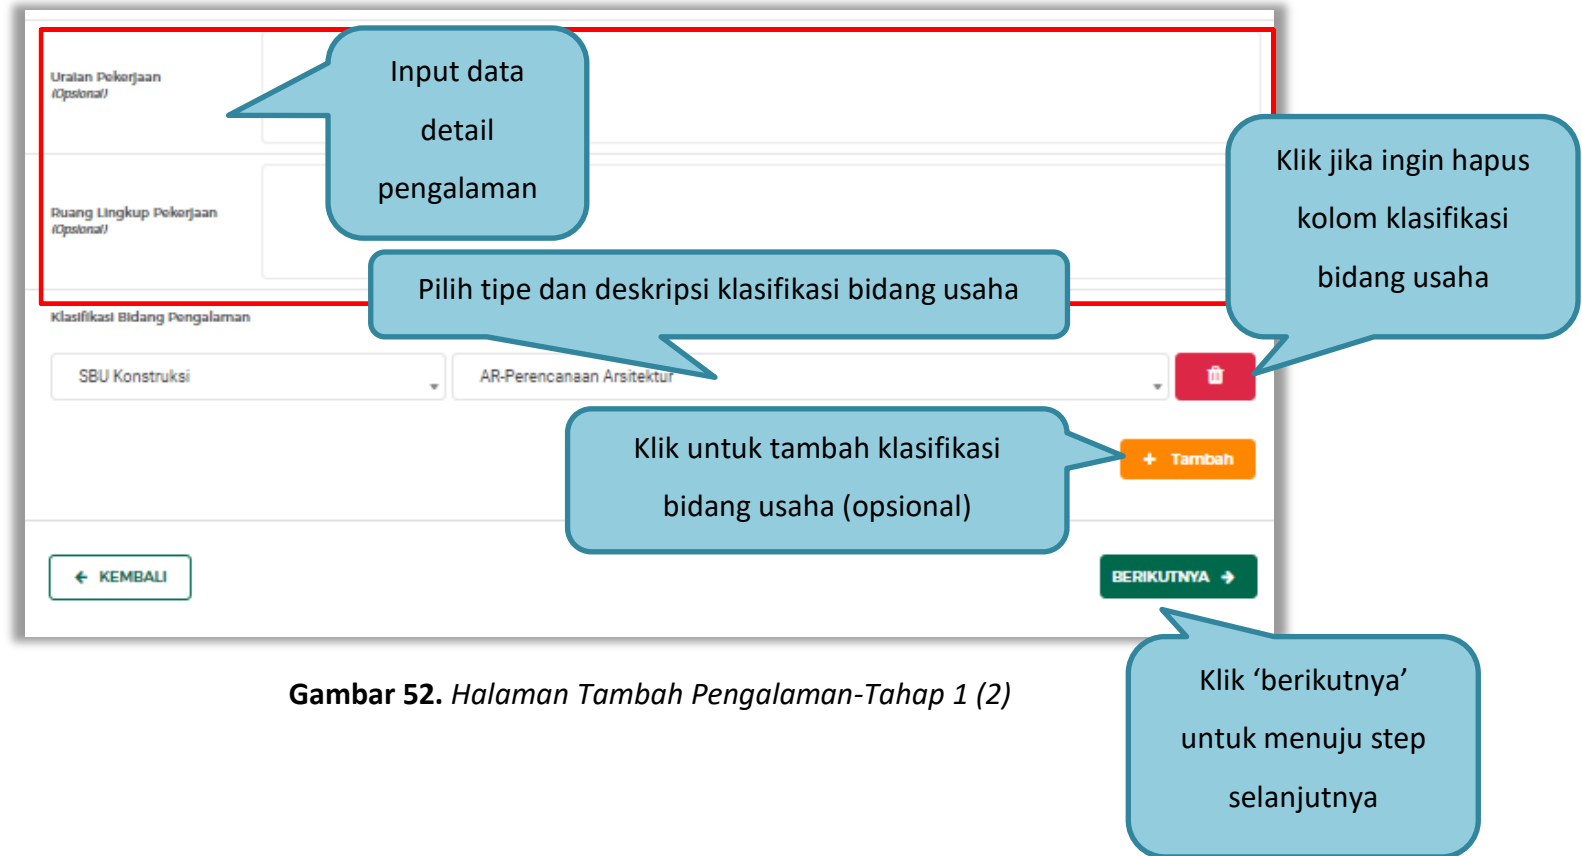 Uraian Pekerjaan
(Opsional)
Input data
detail
pengalaman
Klik jika ingin hapus
kolom klasifikasi
bidang usaha
Ruang Lingkup Pekerjaan
(Opsional)
Pilih tipe dan deskripsi klasifikasi bidang usaha
Klasifikasi Bidang Pengalaman
SBU Konstruksi
AR-Perencanaan Arsitektur
Klik untuk tambah klasifikasi
bidang usaha (opsional)
+ Tambah
← KEMBALI
BERIKUTNYA →
Klik ‘berikutnya’
untuk menuju step
selanjutnya
Gambar 52. Halaman Tambah Pengalaman-Tahap 1 (2)